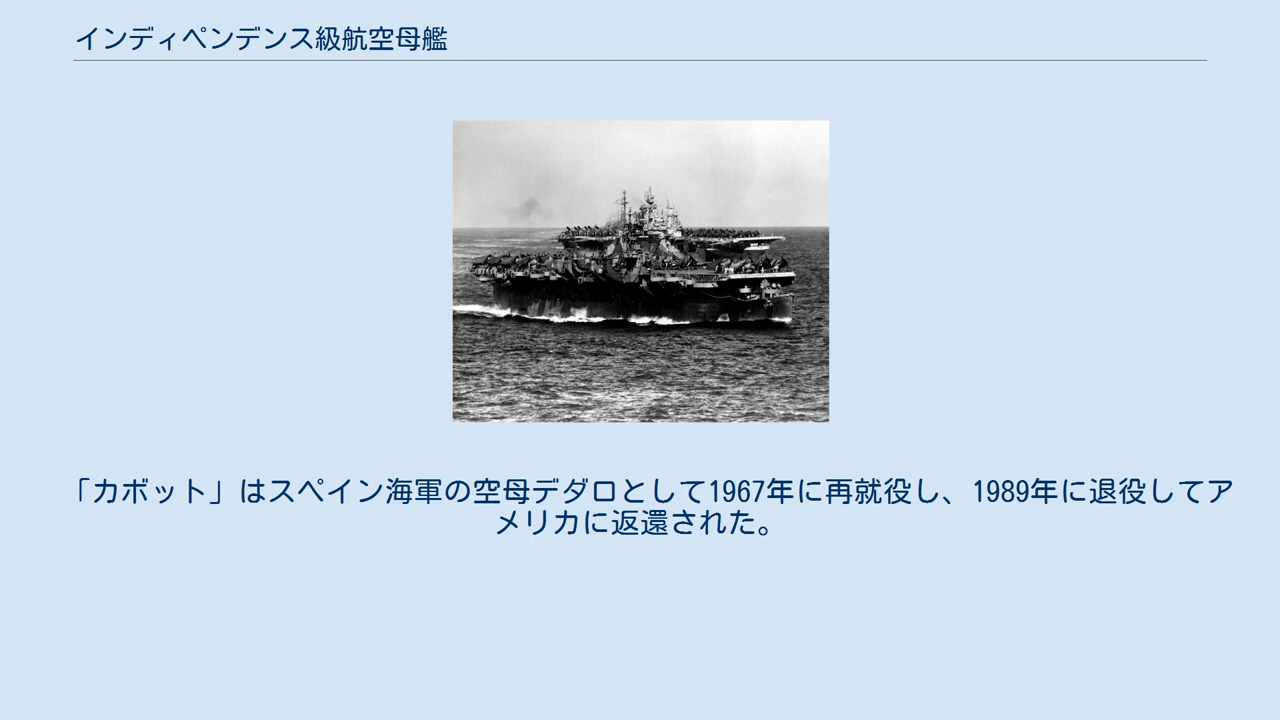 インディペンデンス級航空母艦
「カボット」はスペイン海軍の空母デダロとして1967年に再就役し、1989年に退役してア
メリカに返還された。